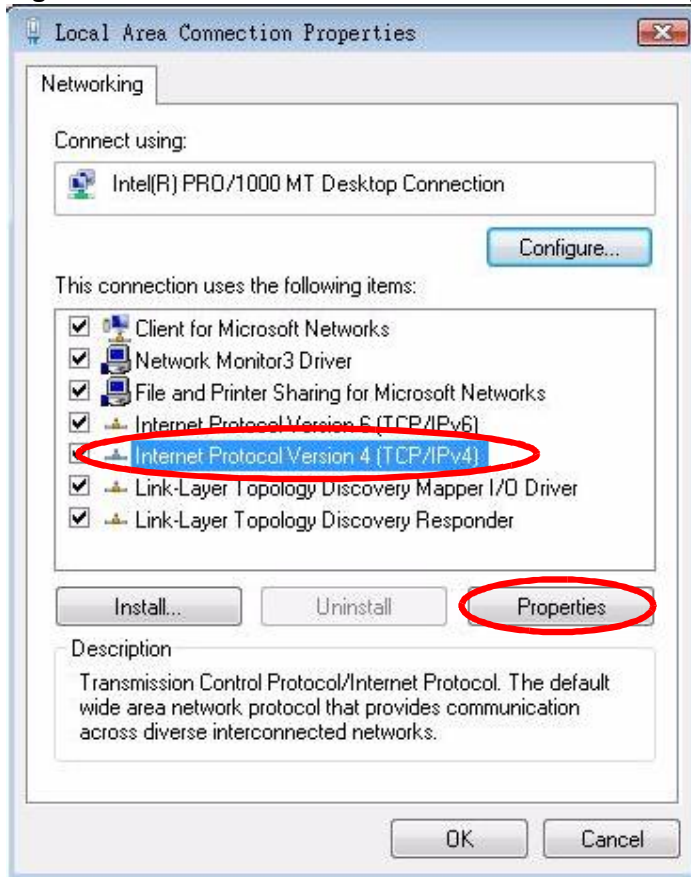 Local Area Connection Properties
Networking
Connect using:
Intel(R) PRO/1000 MT Desktop Connection
Configure...
This connection uses the following items:
Client for Microsoft Networks
Network Monitor3 Driver
File and Printer Sharing for Microsoft Networks
Internet Protocol Version 6 (TCP/IPv6)
Internet Protocol Version 4 (TCP/IPv4)
Link-Layer Topology Discovery Mapper I/O Driver
Link-Layer Topology Discovery Responder
Install...
Uninstall
Properties
Description
Transmission Control Protocol/Internet Protocol. The default
wide area network protocol that provides communication
across diverse interconnected networks.
OK
Cancel